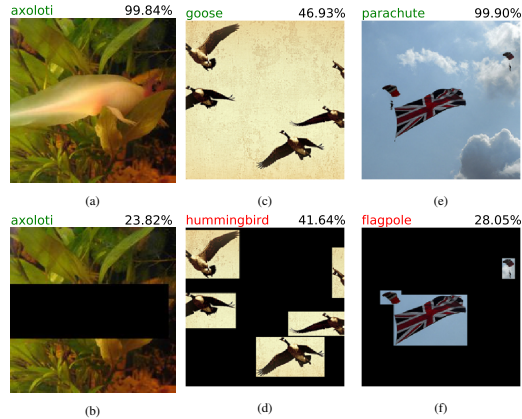 axoloti 99.84%
goose 46.93%
parachute 99.90%
(a)
(c)
(e)
axoloti 23.82%
hummingbird 41.64%
flagpole 28.05%
(b)
(d)
(f)